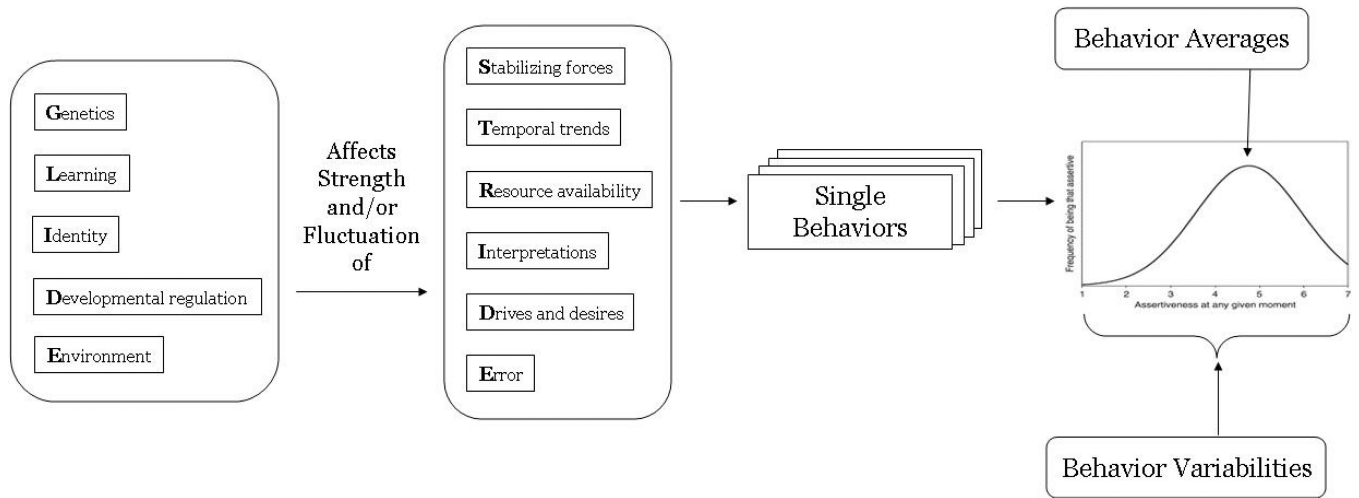 Genetics
Learning
Identity
Developmental regulation
Environment
Affects
Strength
and/or
Fluctuation
of
Stabilizing forces
Temporal trends
Resource availability
Interpretations
Drives and desires
Error
Single
Behaviors
Behavior Averages
Frequency of being that assertive
1 2 3 4 5 6 7
Assertiveness at any given moment
Behavior Variabilities